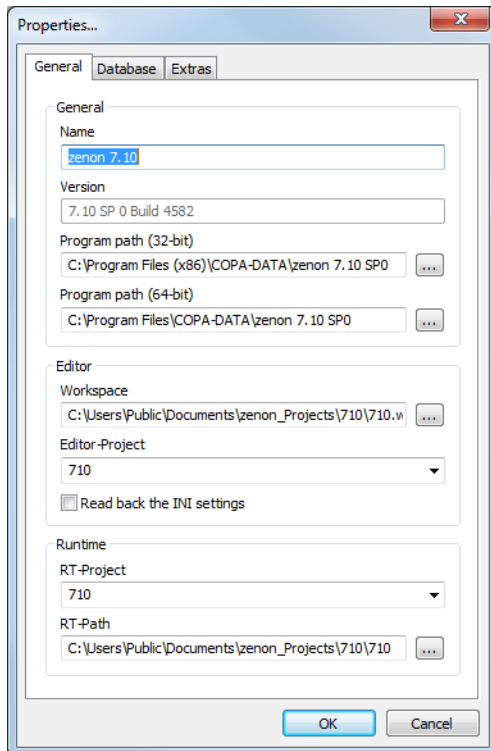 Properties...
General Database Extras
General
Name
zenon 7.10
Version
7.10 SP 0 Build 4582
Program path (32-bit)
C:\Program Files (x86)\COPA-DATA\zenon 7.10 SP0
...
Program path (64-bit)
C:\Program Files\COPA-DATA\zenon 7.10 SP0
...
Editor
Workspace
C:\Users\Public\Documents\zenon_Projects\710\710.w
...
Editor-Project
710
Read back the INI settings
Runtime
RT-Project
710
RT-Path
C:\Users\Public\Documents\zenon_Projects\710\710
...
OK Cancel